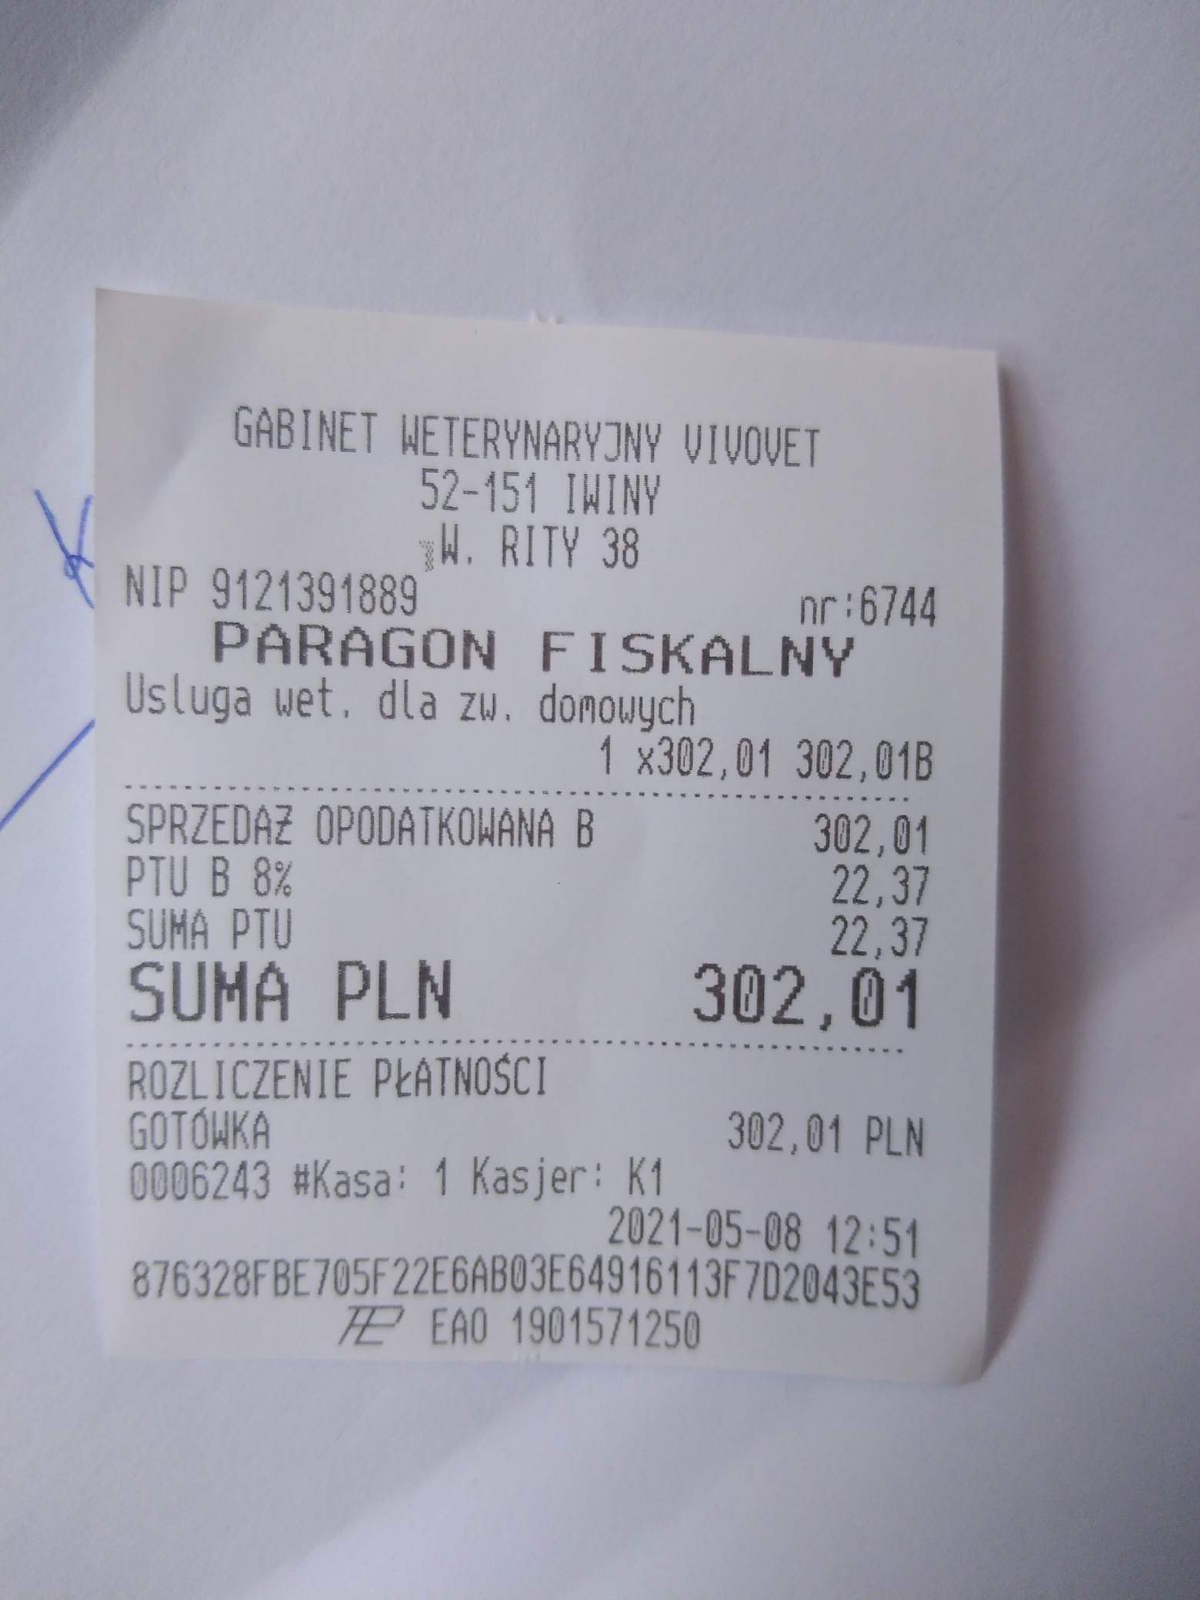 GABINET WETERYNARYJNY VIVOVET
52-151 IWINY
W. RITY 38
NIP 9121391889 nr:6744
PARAGON FISKALNY
Usluga wet. dla zw. domowych
1 x302,01 302,01B
SPRZEDAŻ OPODATKOWANA B 302,01
PTU B 8% 22,37
SUMA PTU 22,37
SUMA PLN 302,01
ROZLICZENIE PŁATNOŚCI
GOTÓWKA 302,01 PLN
0006243 #Kasa: 1 Kasjer: K1
2021-05-08 12:51
876328FBE705F22E6AB03E64916113F7D2043E53
EAO 1901571250